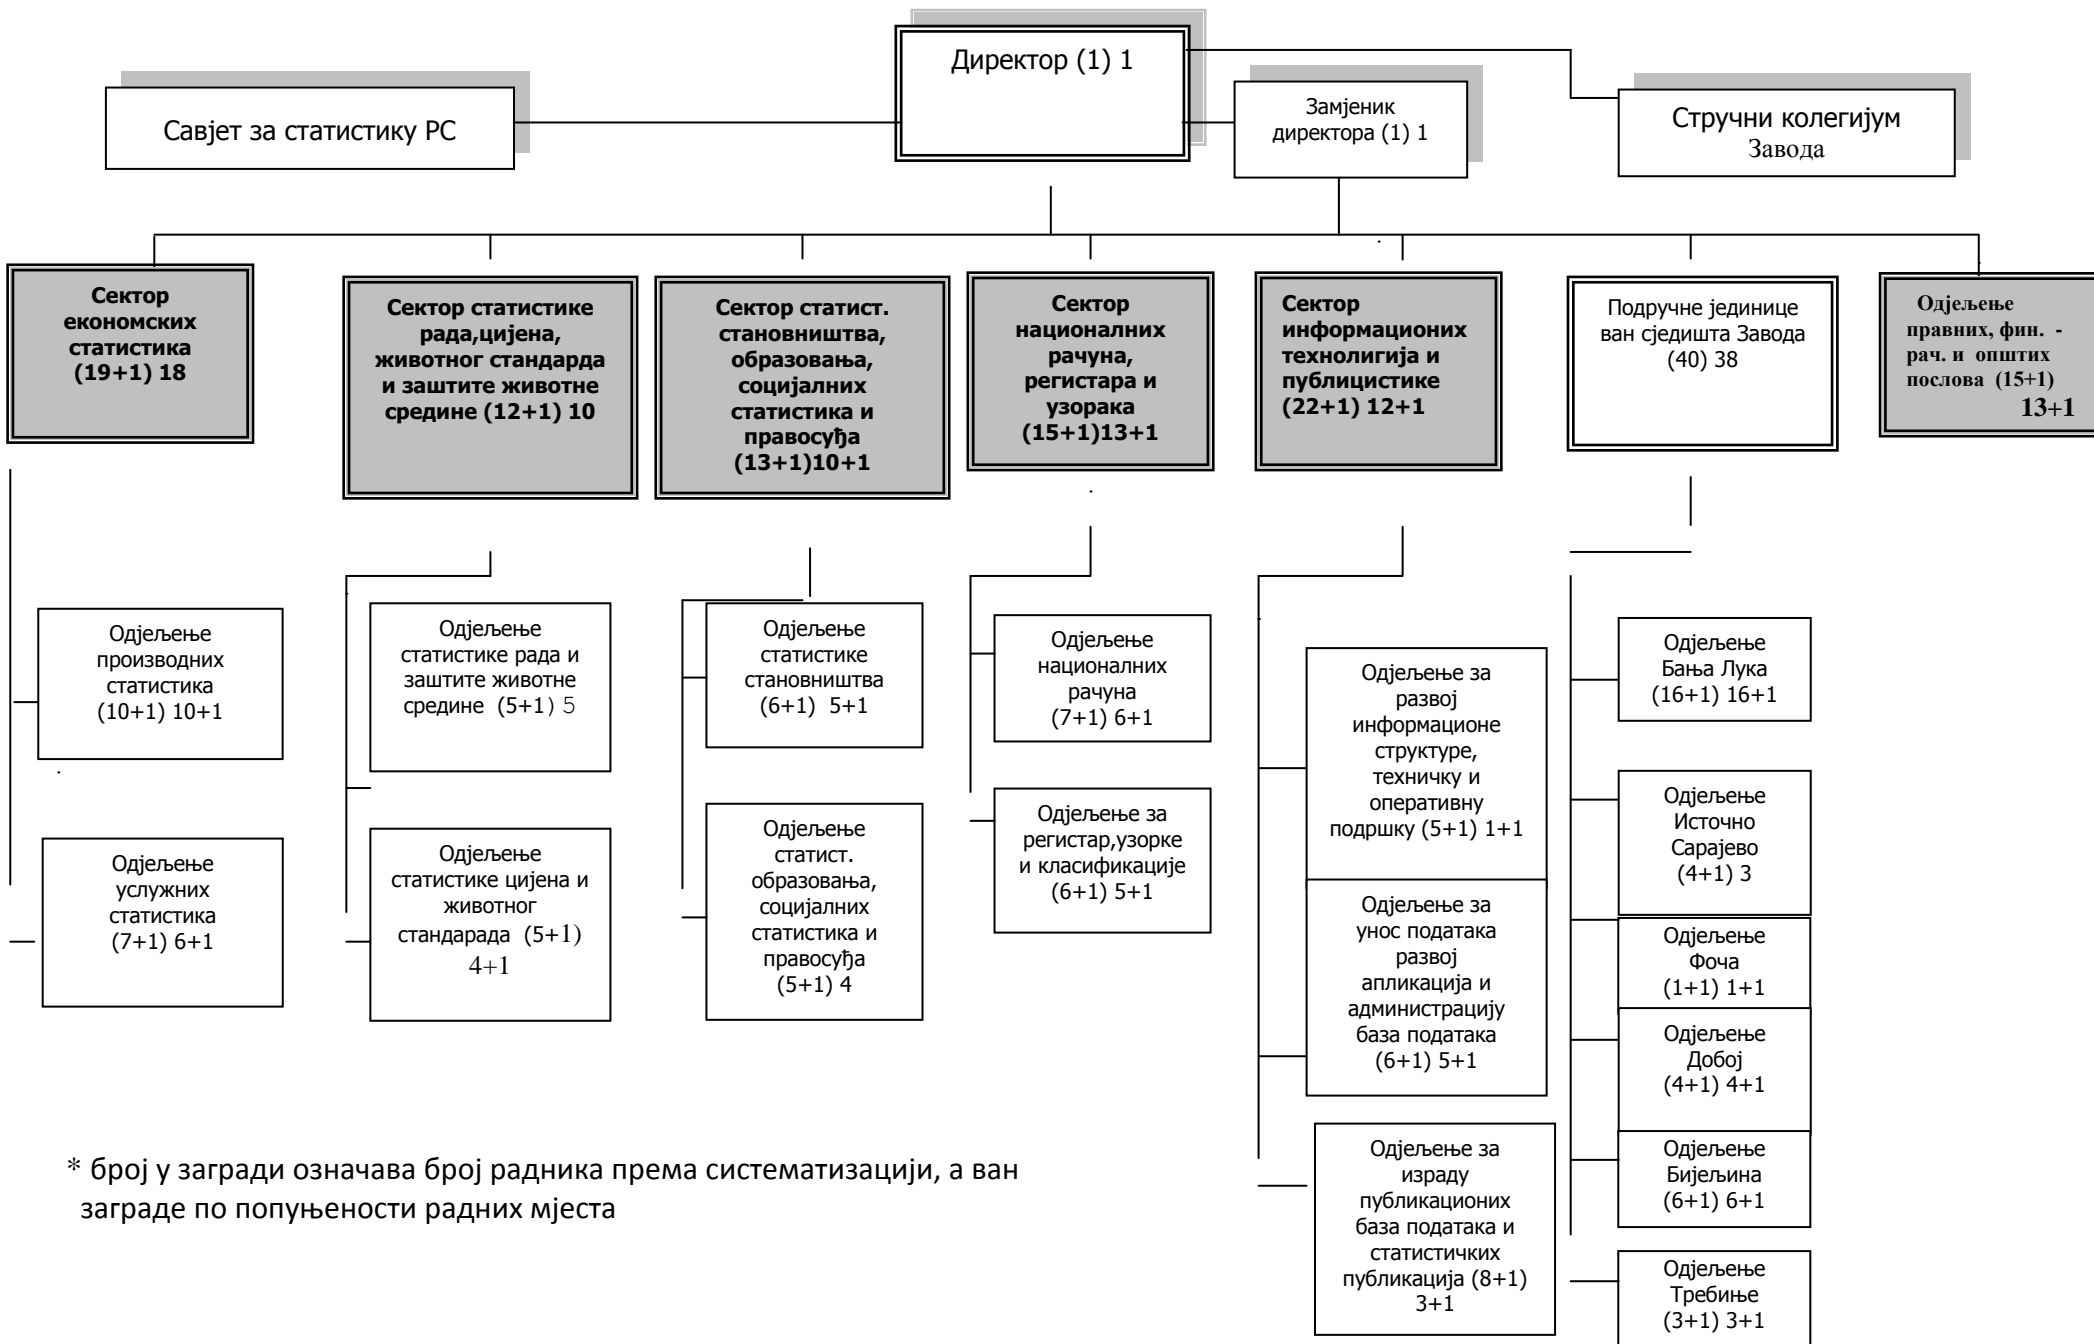 Директор (1) 1
Савјет за статистику РС
Замјеник
директора (1) 1
Стручни колегијум
Завода
Сектор
економских
статистика
(19+1) 18
Сектор статистике
рада,цијена,
животног стандарда
и заштите животне
средине (12+1) 10
Сектор статист.
становништва,
образовања,
социјалних
статистика и
правосуђа
(13+1)10+1
Сектор
националних
рачуна,
регистара и
узорака
(15+1)13+1
Сектор
информационих
технолигија и
публицистике
(22+1) 12+1
Подручне јединице
ван сједишта Завода
(40) 38
Одјељење
правних, фин. -
рач. и општих
послова (15+1)
13+1
Одјељење
производних
статистика
(10+1) 10+1
Одјељење
услужних
статистика
(7+1) 6+1
Одјељење
статистике рада и
заштите животне
средине (5+1) 5
Одјељење
статистике цијена и
животног
стандарада (5+1)
4+1
Одјељење
статистике
становништва
(6+1) 5+1
Одјељење
статист.
образовања,
социјалних
статистика и
правосуђа
(5+1) 4
Одјељење
националних
рачуна
(7+1) 6+1
Одјељење за
регистар,узорке
и класификације
(6+1) 5+1
Одјељење за
развој
информационе
структуре,
техничку и
оперативну
подршку (5+1) 1+1
Одјељење за
унос података
развој
апликација и
администрацију
база података
(6+1) 5+1
Одјељење за
израду
публикационих
база података и
статистичких
публикација (8+1)
3+1
Одјељење
Бања Лука
(16+1) 16+1
Одјељење
Источно
Сарајево
(4+1) 3
Одјељење
Фоча
(1+1) 1+1
Одјељење
Добој
(4+1) 4+1
Одјељење
Бијељина
(6+1) 6+1
Одјељење
Требиње
(3+1) 3+1
* број у загради означава број радника према систематизацији, а ван
заграде по попуњености радних мјеста